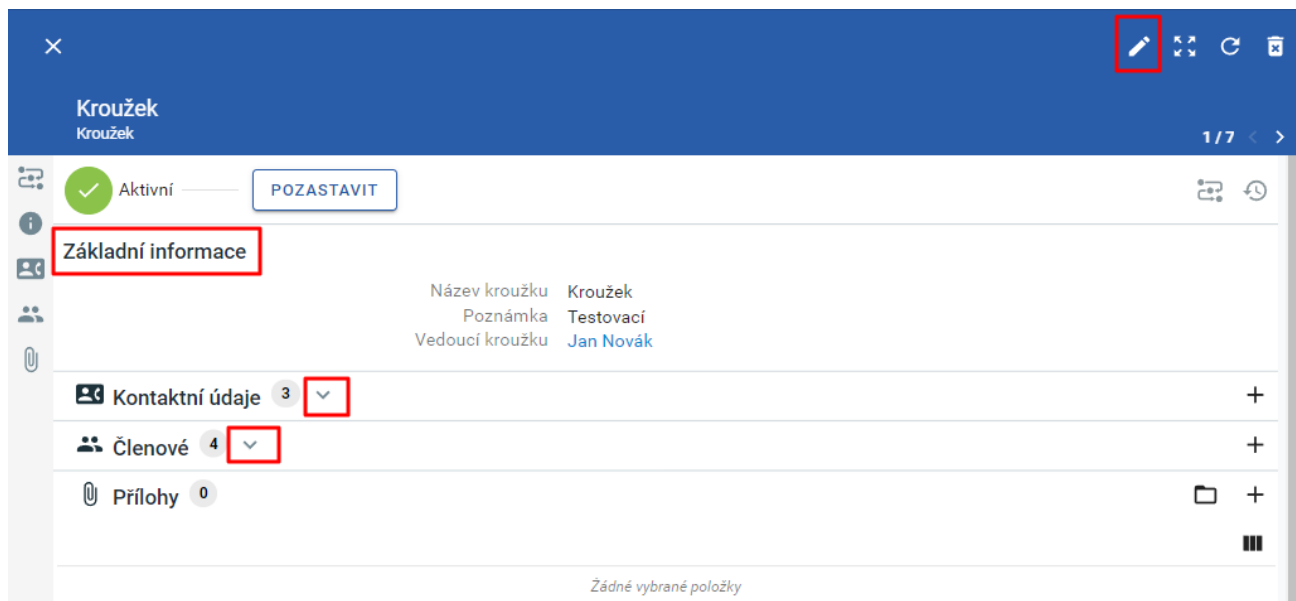 Kroužek
Kroužek
1/7
Aktivní
POZASTAVIT
Základní informace
Název kroužku Kroužek
Poznámka Testovací
Vedoucí kroužku Jan Novák
Kontaktní údaje 3
Členové 4
Přílohy 0
Žádné vybrané položky